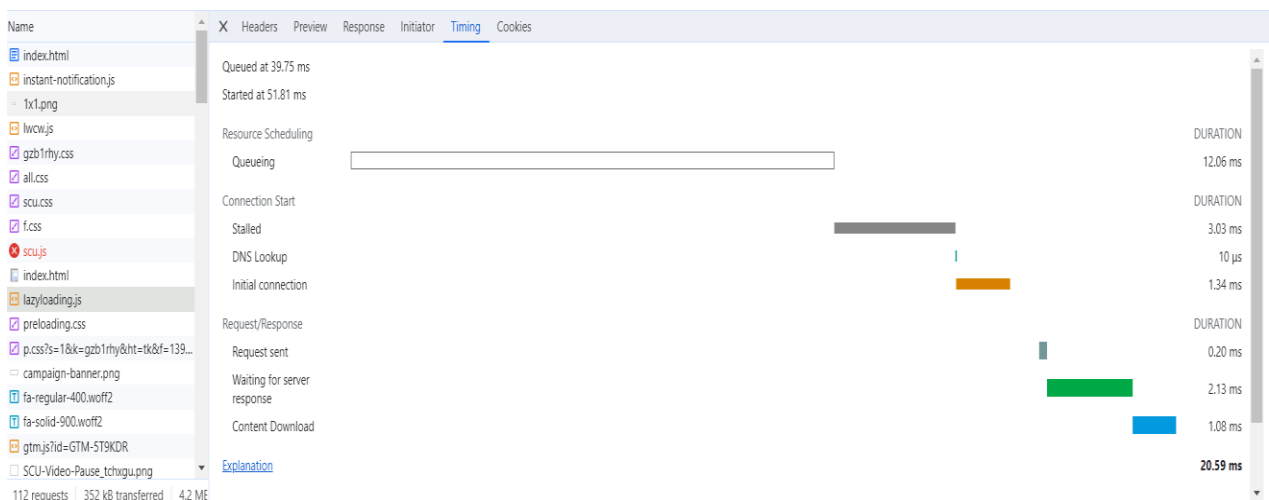 Name
X Headers Preview Response Initiator Timing Cookies
index.html
instant-notification.js
1x1.png
lwcw.js
gzb1rhy.css
all.css
scu.css
f.css
scu.js
index.html
lazyloading.js
preloading.css
p.css?s=1&k=gzb1rhy&ht=tk&f=139...
campaign-banner.png
fa-regular-400.woff2
fa-solid-900.woff2
gtm.js?id=GTM-5T9KDR
SCU-Video-Pause_tchxgu.png
112 requests 352 kB transferred 4.2 ME
Queued at 39.75 ms
Started at 51.81 ms
Resource Scheduling DURATION
Queueing 12.06 ms
Connection Start DURATION
Stalled 3.03 ms
DNS Lookup 10 μs
Initial connection 1.34 ms
Request/Response DURATION
Request sent 0.20 ms
Waiting for server
response 2.13 ms
Content Download 1.08 ms
Explanation 20.59 ms